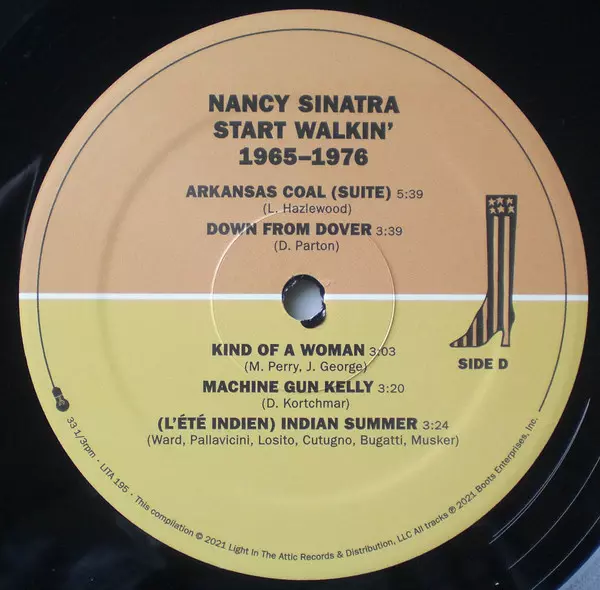 NANCY SINATRA
START WALKIN'
1965–1976
ARKANSAS COAL (SUITE) 5:39
(L. Hazlewood)
DOWN FROM DOVER 3:39
(D. Parton)
KIND OF A WOMAN 3:03
(M. Perry, J. George)
MACHINE GUN KELLY 3:20
(D. Kortchmar)
(L'ÉTÉ INDIEN) INDIAN SUMMER 3:24
(Ward, Pallavicini, Losito, Cutugno, Bugatti, Musker)
SIDE D
33 1/3rpm · LITA 195 · This compilation © 2021 Light In The Attic Records & Distribution, LLC All tracks ℗ 2021 Boots Enterprises, Inc.